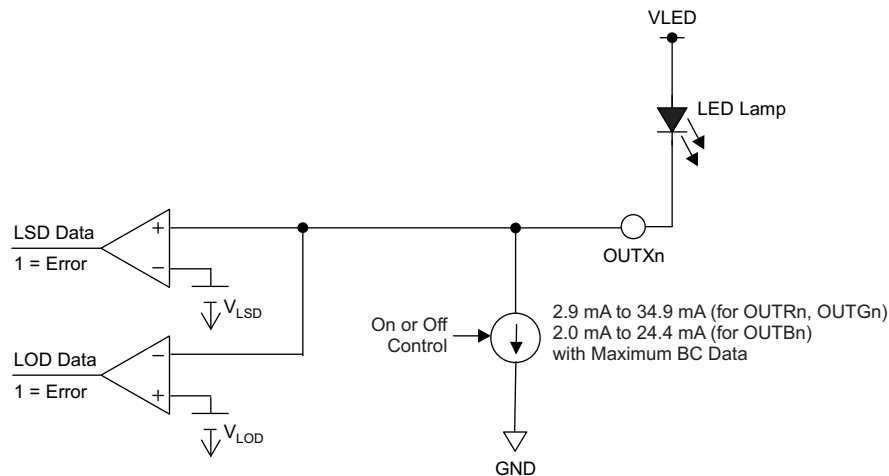 VLED
LED Lamp
LSD Data
1 = Error
+
−
VLSD
OUTXn
LOD Data
1 = Error
−
+
VLOD
On or Off
Control
2.9 mA to 34.9 mA (for OUTRn, OUTGn)
2.0 mA to 24.4 mA (for OUTBn)
with Maximum BC Data
GND